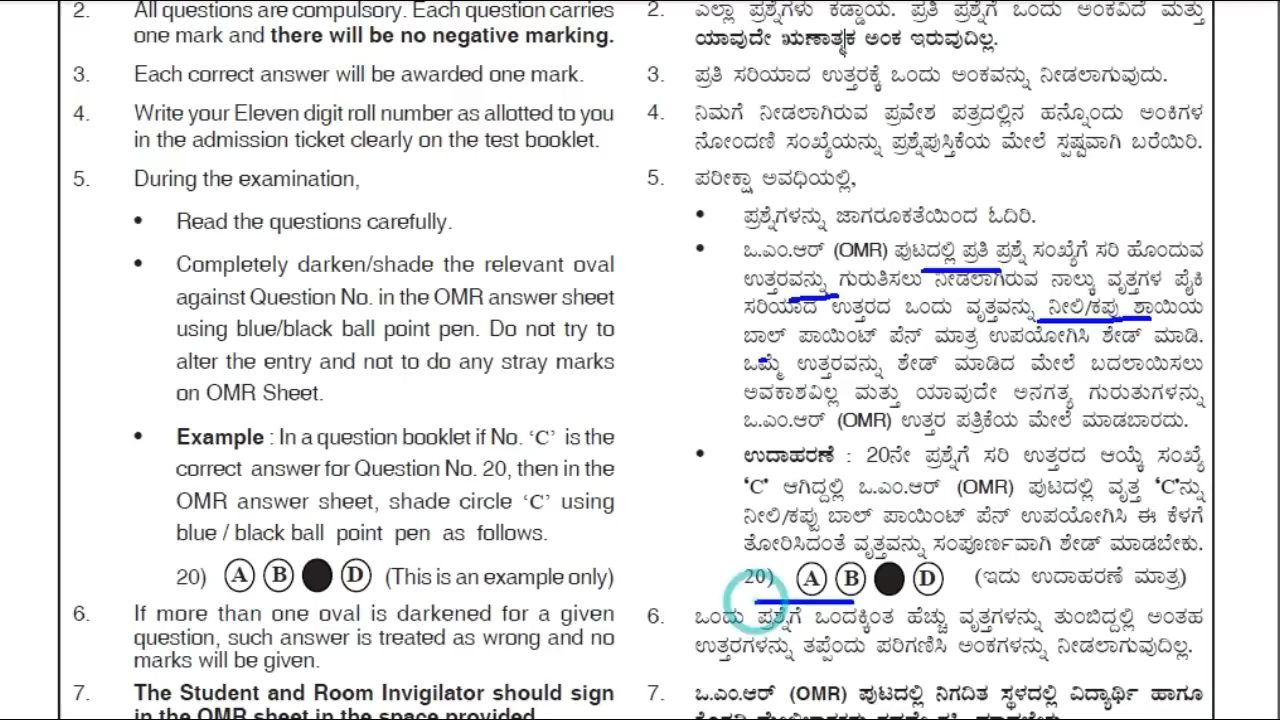 2. All questions are compulsory. Each question carries
one mark and there will be no negative marking.
3. Each correct answer will be awarded one mark.
4. Write your Eleven digit roll number as allotted to you
in the admission ticket clearly on the test booklet.
5. During the examination,
• Read the questions carefully.
• Completely darken/shade the relevant oval
against Question No. in the OMR answer sheet
using blue/black ball point pen. Do not try to
alter the entry and not to do any stray marks
on OMR Sheet.
• Example : In a question booklet if No. ‘C’ is the
correct answer for Question No. 20, then in the
OMR answer sheet, shade circle ‘C’ using
blue / black ball point pen as follows.
20) A B D (This is an example only)
6. If more than one oval is darkened for a given
question, such answer is treated as wrong and no
marks will be given.
7. The Student and Room Invigilator should sign
in the OMR sheet in the space provided
2. ಎಲ್ಲಾ ಪ್ರಶ್ನೆಗಳು ಕಡ್ಡಾಯ. ಪ್ರತಿ ಪ್ರಶ್ನೆಗೆ ಒಂದು ಅಂಕವಿದೆ ಮತ್ತು
ಯಾವುದೇ ಋಣಾತ್ಮಕ ಅಂಕ ಇರುವುದಿಲ್ಲ.
3. ಪ್ರತಿ ಸರಿಯಾದ ಉತ್ತರಕ್ಕೆ ಒಂದು ಅಂಕವನ್ನು ನೀಡಲಾಗುವುದು.
4. ನಿಮಗೆ ನೀಡಲಾಗಿರುವ ಪ್ರವೇಶ ಪತ್ರದಲ್ಲಿನ ಹನ್ನೊಂದು ಅಂಕಿಗಳ
ನೋಂದಣಿ ಸಂಖ್ಯೆಯನ್ನು ಪ್ರಶ್ನೆಪುಸ್ತಿಕೆಯ ಮೇಲೆ ಸ್ಪಷ್ಟವಾಗಿ ಬರೆಯಿರಿ.
5. ಪರೀಕ್ಷಾ ಅವಧಿಯಲ್ಲಿ,
• ಪ್ರಶ್ನೆಗಳನ್ನು ಜಾಗರೂಕತೆಯಿಂದ ಓದಿರಿ.
• ಒ.ಎಂ.ಆರ್ (OMR) ಪುಟದಲ್ಲಿ ಪ್ರತಿ ಪ್ರಶ್ನೆ ಸಂಖ್ಯೆಗೆ ಸರಿ ಹೊಂದುವ
ಉತ್ತರವನ್ನು ಗುರುತಿಸಲು ನೀಡಲಾಗಿರುವ ನಾಲ್ಕು ವೃತ್ತಗಳ ಪೈಕಿ
ಸರಿಯಾದ ಉತ್ತರದ ಒಂದು ವೃತ್ತವನ್ನು ನೀಲಿ/ಕಪ್ಪು ಶಾಯಿಯ
ಬಾಲ್ ಪಾಯಿಂಟ್ ಪೆನ್ ಮಾತ್ರ ಉಪಯೋಗಿಸಿ ಶೇಡ್ ಮಾಡಿ.
ಒಮ್ಮೆ ಉತ್ತರವನ್ನು ಶೇಡ್ ಮಾಡಿದ ಮೇಲೆ ಬದಲಾಯಿಸಲು
ಅವಕಾಶವಿಲ್ಲ ಮತ್ತು ಯಾವುದೇ ಅನಗತ್ಯ ಗುರುತುಗಳನ್ನು
ಒ.ಎಂ.ಆರ್ (OMR) ಉತ್ತರ ಪತ್ರಿಕೆಯ ಮೇಲೆ ಮಾಡಬಾರದು.
• ಉದಾಹರಣೆ : 20ನೇ ಪ್ರಶ್ನೆಗೆ ಸರಿ ಉತ್ತರದ ಆಯ್ಕೆ ಸಂಖ್ಯೆ
‘C’ ಆಗಿದ್ದಲ್ಲಿ ಒ.ಎಂ.ಆರ್ (OMR) ಪುಟದಲ್ಲಿ ವೃತ್ತ ‘C’ನ್ನು
ನೀಲಿ/ಕಪ್ಪು ಬಾಲ್ ಪಾಯಿಂಟ್ ಪೆನ್ ಉಪಯೋಗಿಸಿ ಈ ಕೆಳಗೆ
ತೋರಿಸಿದಂತೆ ವೃತ್ತವನ್ನು ಸಂಪೂರ್ಣವಾಗಿ ಶೇಡ್ ಮಾಡಬೇಕು.
20) A B D (ಇದು ಉದಾಹರಣೆ ಮಾತ್ರ)
6. ಒಂದು ಪ್ರಶ್ನೆಗೆ ಒಂದಕ್ಕಿಂತ ಹೆಚ್ಚು ವೃತ್ತಗಳನ್ನು ತುಂಬಿದ್ದಲ್ಲಿ ಅಂತಹ
ಉತ್ತರಗಳನ್ನು ತಪ್ಪೆಂದು ಪರಿಗಣಿಸಿ ಅಂಕಗಳನ್ನು ನೀಡಲಾಗುವುದಿಲ್ಲ.
7. ಒ.ಎಂ.ಆರ್ (OMR) ಪುಟದಲ್ಲಿ ನಿಗದಿತ ಸ್ಥಳದಲ್ಲಿ ವಿದ್ಯಾರ್ಥಿ ಹಾಗೂ